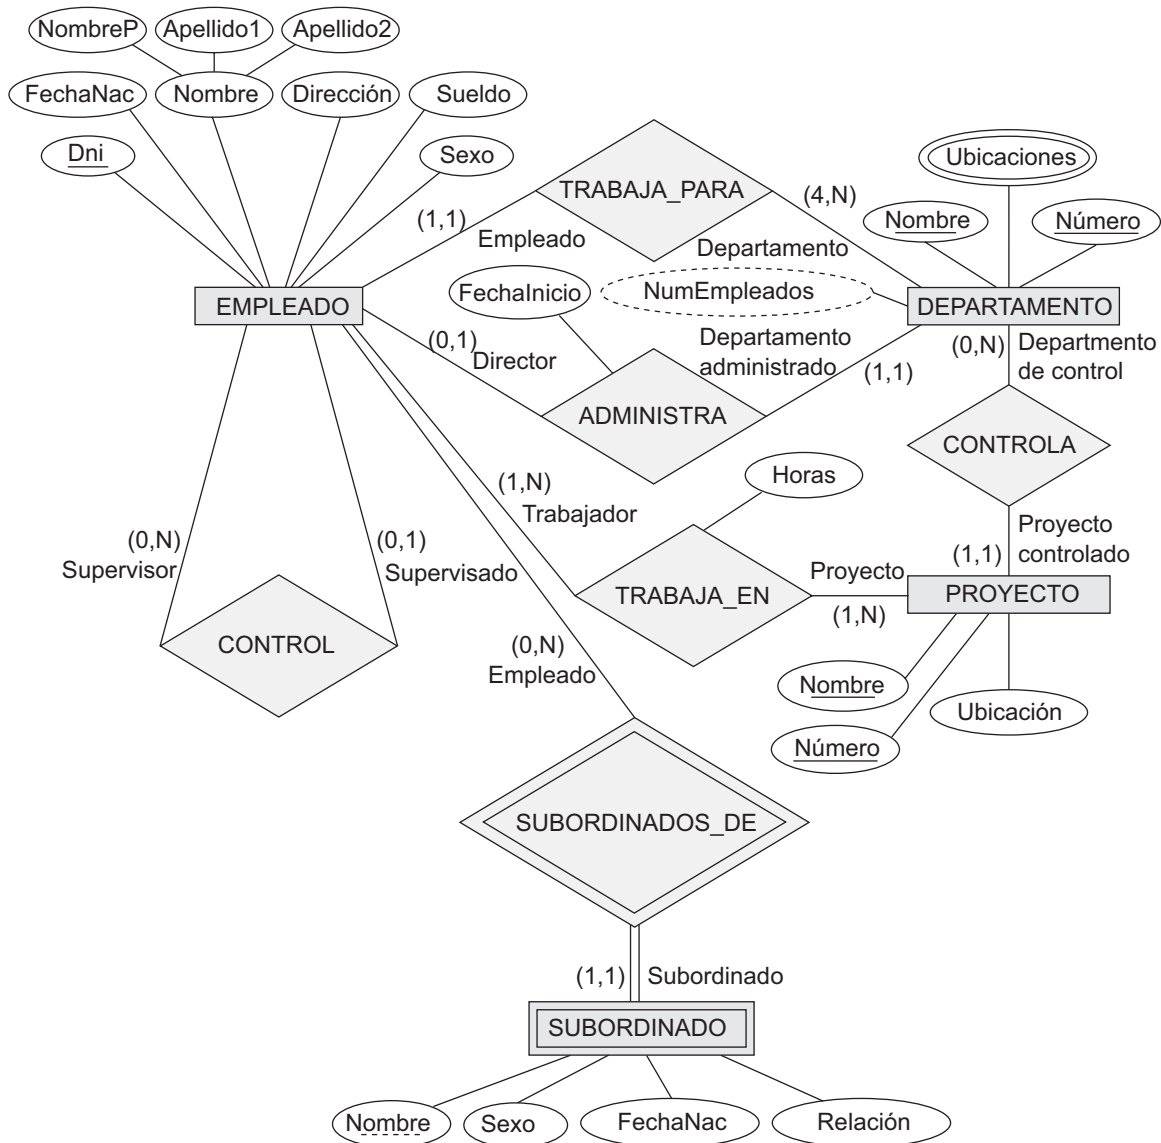 NombreP
Apellido1
Apellido2
FechaNac
Nombre
Dirección
Sueldo
Dni
Sexo
Ubicaciones
TRABAJA_PARA
(4,N)
Nombre
Número
(1,1)
Empleado
Departamento
FechaInicio
NumEmpleados
EMPLEADO
DEPARTAMENTO
(0,1)
Director
Departamento
administrado
(1,1)
(0,N)
Departmento
de control
ADMINISTRA
CONTROLA
Horas
(1,N)
Trabajador
(0,N)
Supervisor
(0,1)
Supervisado
Proyecto
controlado
(1,1)
Proyecto
TRABAJA_EN
(1,N)
PROYECTO
CONTROL
(0,N)
Empleado
Nombre
Ubicación
Número
SUBORDINADOS_DE
(1,1)
Subordinado
SUBORDINADO
Nombre
Sexo
FechaNac
Relación